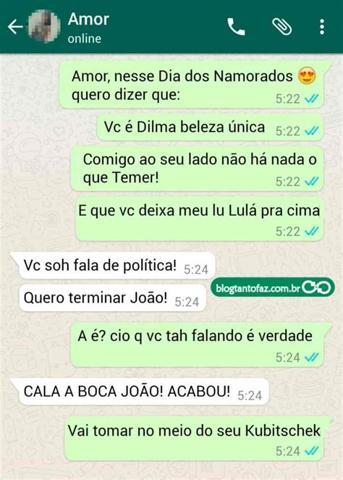 Amor
online
Amor, nesse Dia dos Namorados 😍
quero dizer que:
5:22
Vc é Dilma beleza única 5:22
Comigo ao seu lado não há nada o
que Temer!
5:22
E que vc deixa meu lu Lulá pra cima
5:22
Vc soh fala de política! 5:24
Quero terminar João! 5:24
blogtantofaz.com.br
A é? cio q vc tah falando é verdade
5:24
CALA A BOCA JOÃO! ACABOU! 5:24
Vai tomar no meio do seu Kubitschek
5:24